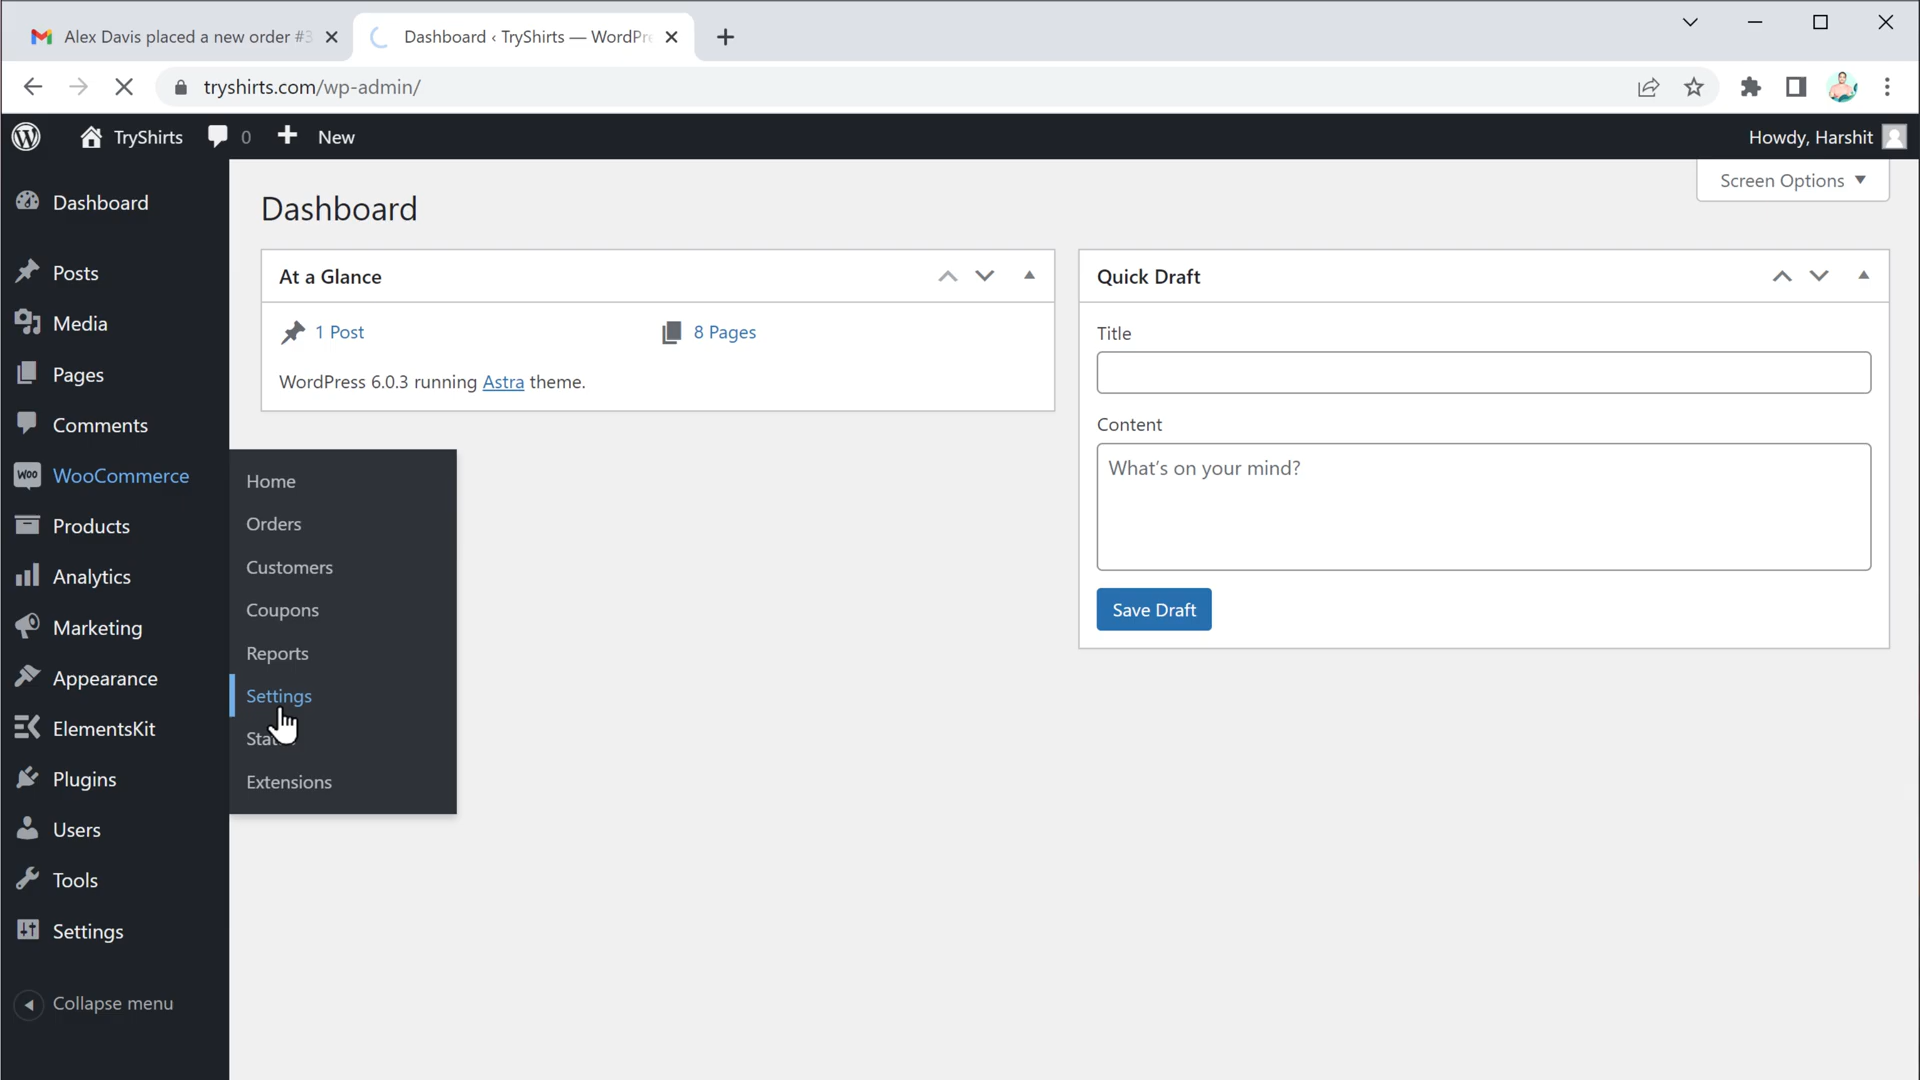 Alex Davis placed a new order #3
Dashboard ‹ TryShirts — WordPre
tryshirts.com/wp-admin/
TryShirts
0
New
Howdy, Harshit
Screen Options
Dashboard
Posts
Media
Pages
Comments
WooCommerce
Products
Analytics
Marketing
Appearance
ElementsKit
Plugins
Users
Tools
Settings
Collapse menu
Home
Orders
Customers
Coupons
Reports
Settings
Extensions
Dashboard
At a Glance
1 Post
8 Pages
WordPress 6.0.3 running Astra theme.
Quick Draft
Title
Content
What's on your mind?
Save Draft